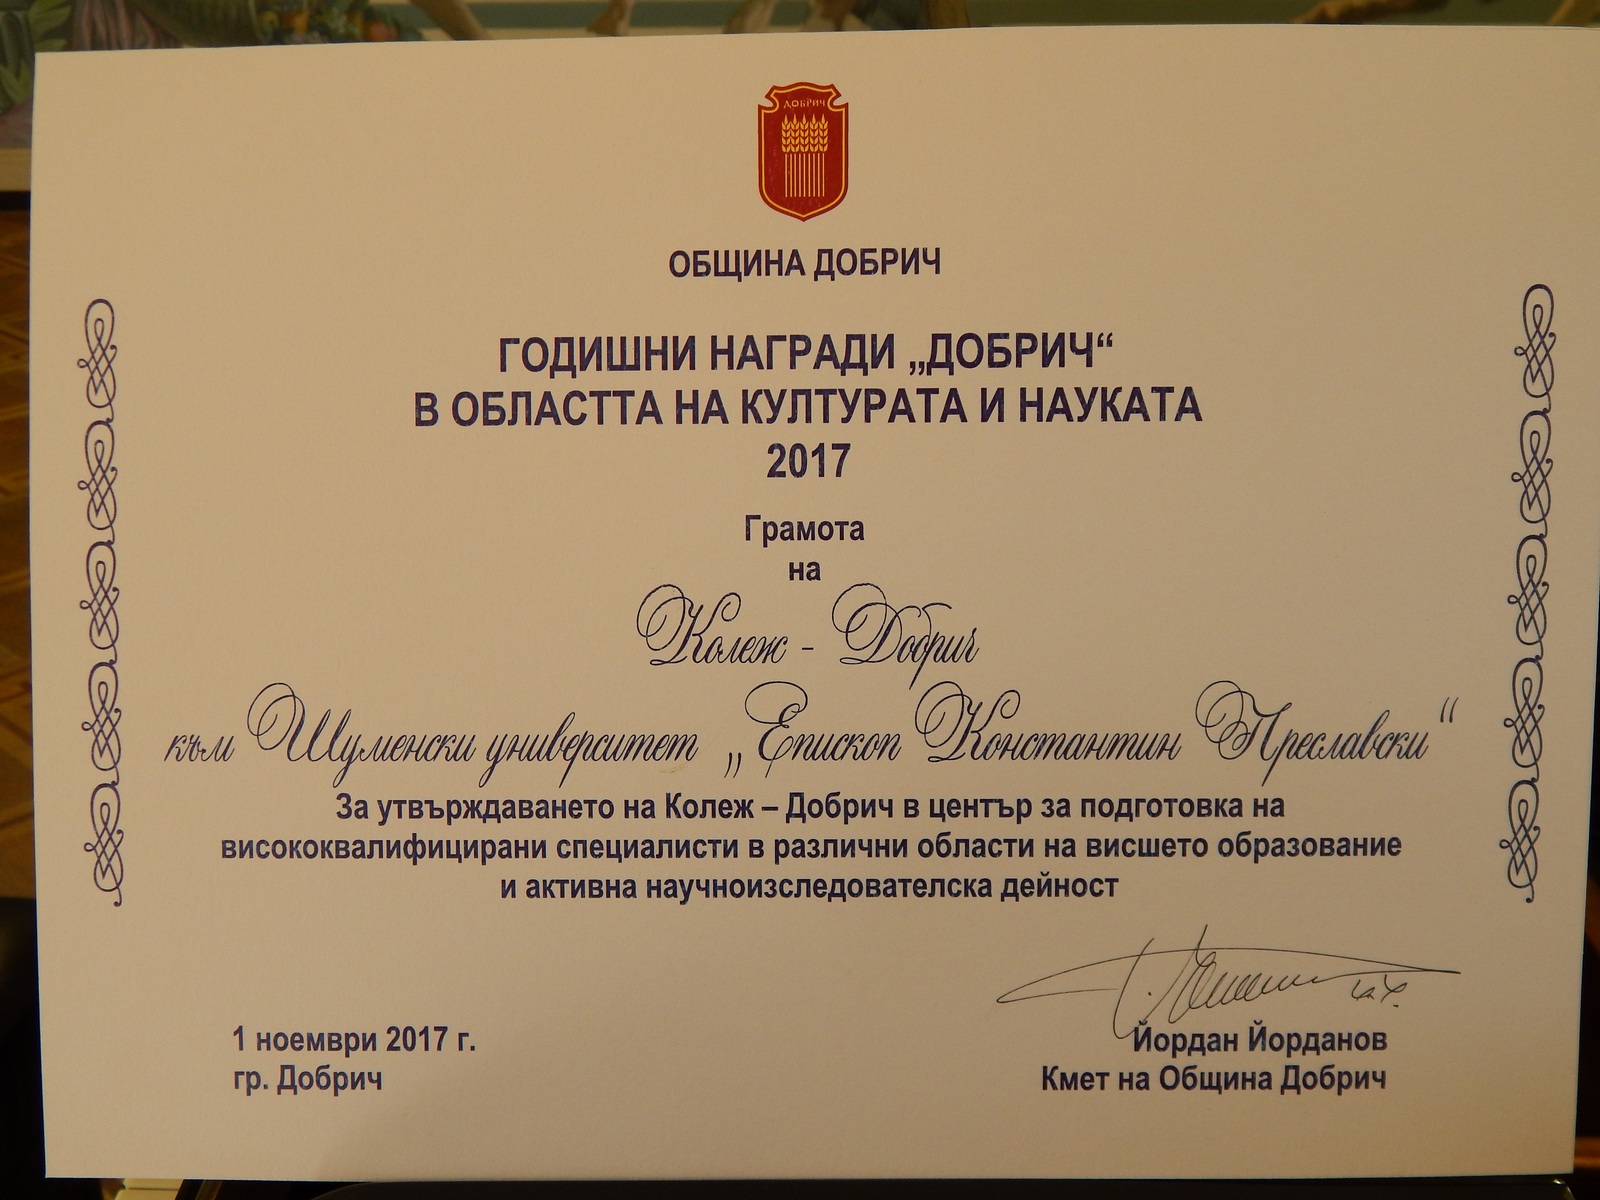 ДОБРИЧ
ОБЩИНА ДОБРИЧ
ГОДИШНИ НАГРАДИ „ДОБРИЧ“
В ОБЛАСТТА НА КУЛТУРАТА И НАУКАТА
2017
Грамота
на
Колеж - Добрич
към Шуменски университет „Епископ Константин Преславски“
За утвърждаването на Колеж – Добрич в център за подготовка на
висококвалифицирани специалисти в различни области на висшето образование
и активна научноизследователска дейност
1 ноември 2017 г.
гр. Добрич
Йордан Йорданов
Кмет на Община Добрич